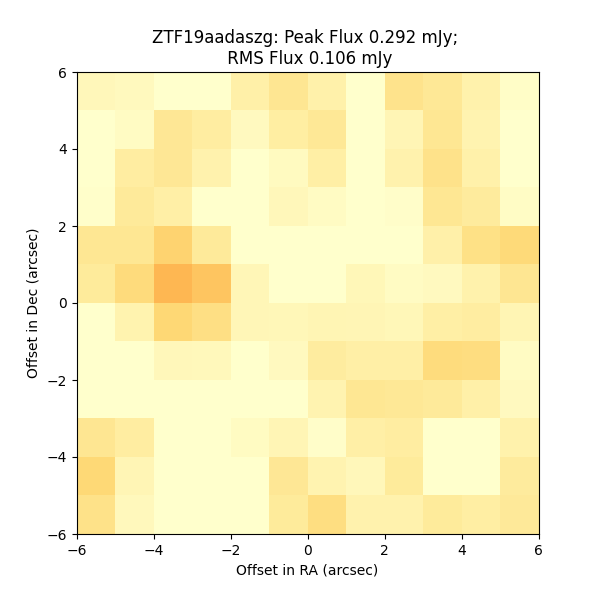 ZTF19aadaszg: Peak Flux 0.292 mJy;
RMS Flux 0.106 mJy
6
4
2
0
−2
−4
−6
Offset in Dec (arcsec)
−6 −4 −2 0 2 4 6
Offset in RA (arcsec)